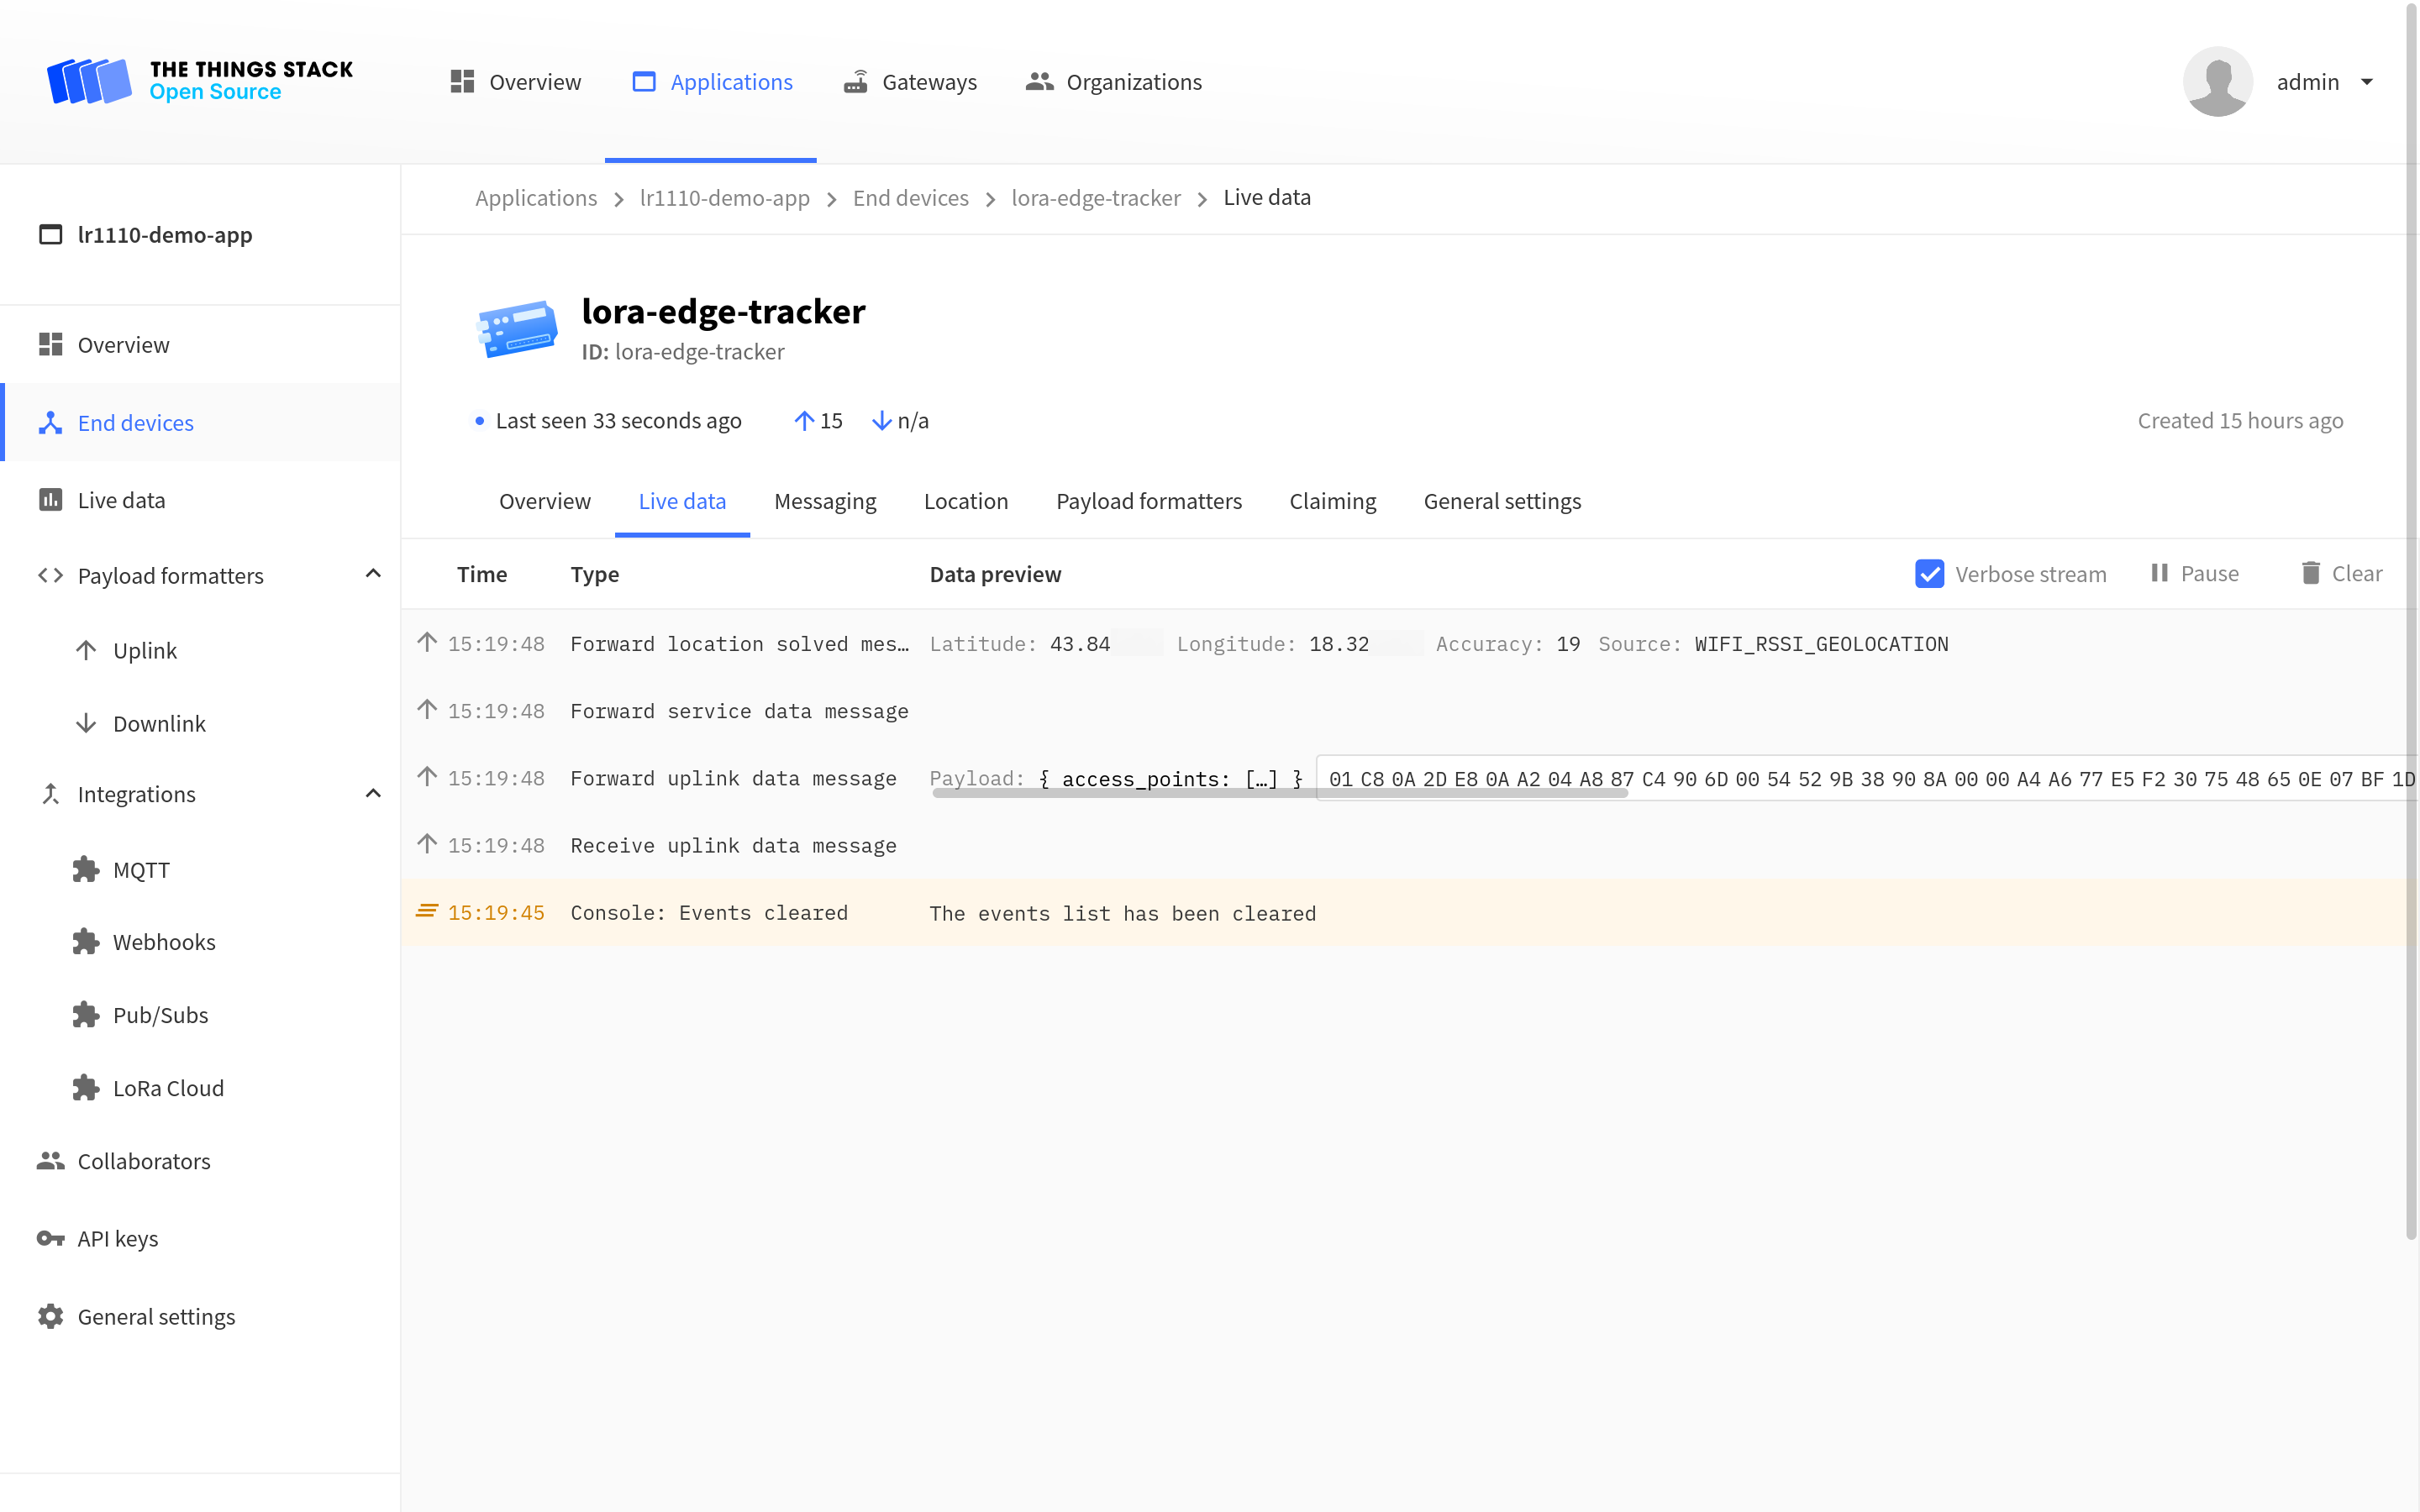 THE THINGS STACK
Open Source
Overview
Applications
Gateways
Organizations
admin
lr1110-demo-app
Overview
End devices
Live data
Payload formatters
Uplink
Downlink
Integrations
MQTT
Webhooks
Pub/Subs
LoRa Cloud
Collaborators
API keys
General settings
Applications > lr1110-demo-app > End devices > lora-edge-tracker > Live data
lora-edge-tracker
ID: lora-edge-tracker
Last seen 33 seconds ago ↑ 15 ↓ n/a Created 15 hours ago
Overview Live data Messaging Location Payload formatters Claiming General settings
Time Type Data preview Verbose stream Pause Clear
↑ 15:19:48 Forward location solved mes… Latitude: 43.84 Longitude: 18.32 Accuracy: 19 Source: WIFI_RSSI_GEOLOCATION
↑ 15:19:48 Forward service data message
↑ 15:19:48 Forward uplink data message Payload: { access_points: […] } 01 C8 0A 2D E8 0A A2 04 A8 87 C4 90 6D 00 54 52 9B 38 90 8A 00 00 A4 A6 77 E5 F2 30 75 48 65 0E 07 BF 1D
↑ 15:19:48 Receive uplink data message
15:19:45 Console: Events cleared The events list has been cleared